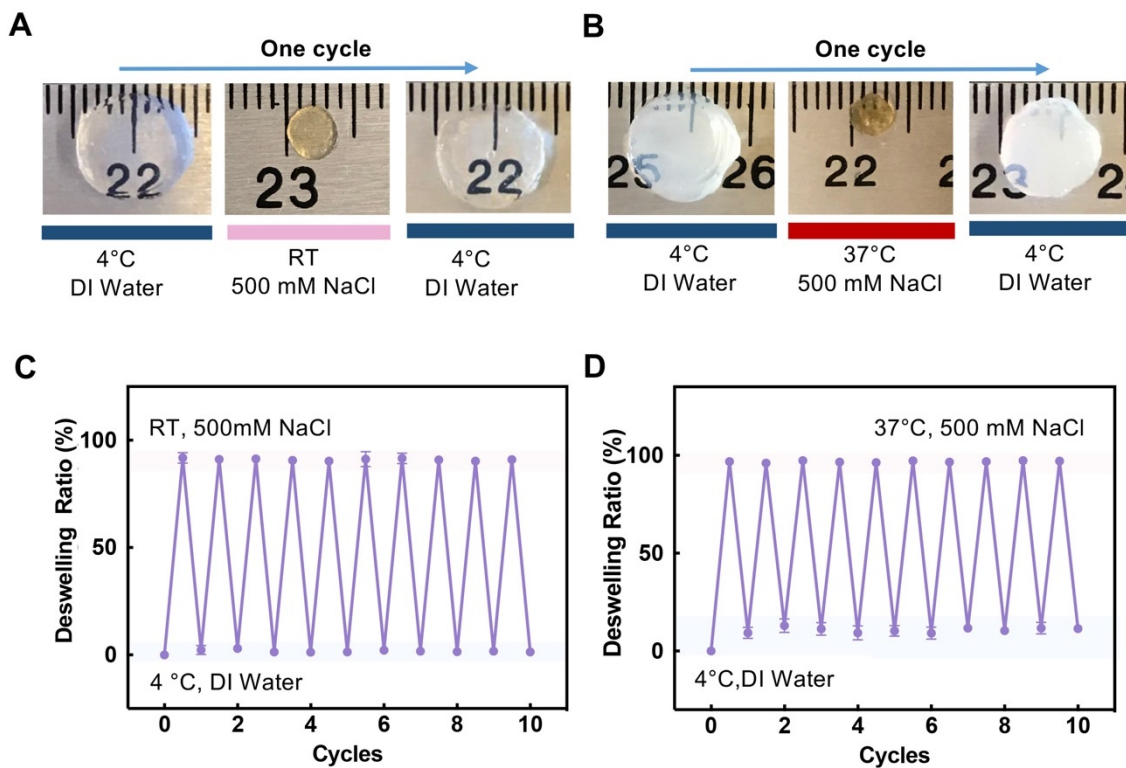 A
One cycle
22
23
22
4°C
DI Water
RT
500 mM NaCl
4°C
DI Water
B
One cycle
25 26
22 2
23 2
4°C
DI Water
37°C
500 mM NaCl
4°C
DI Water
C
Deswelling Ratio (%)
100
50
0
RT, 500mM NaCl
4 °C, DI Water
0 2 4 6 8 10
Cycles
D
Deswelling Ratio (%)
100
50
0
37°C, 500 mM NaCl
4°C,DI Water
0 2 4 6 8 10
Cycles